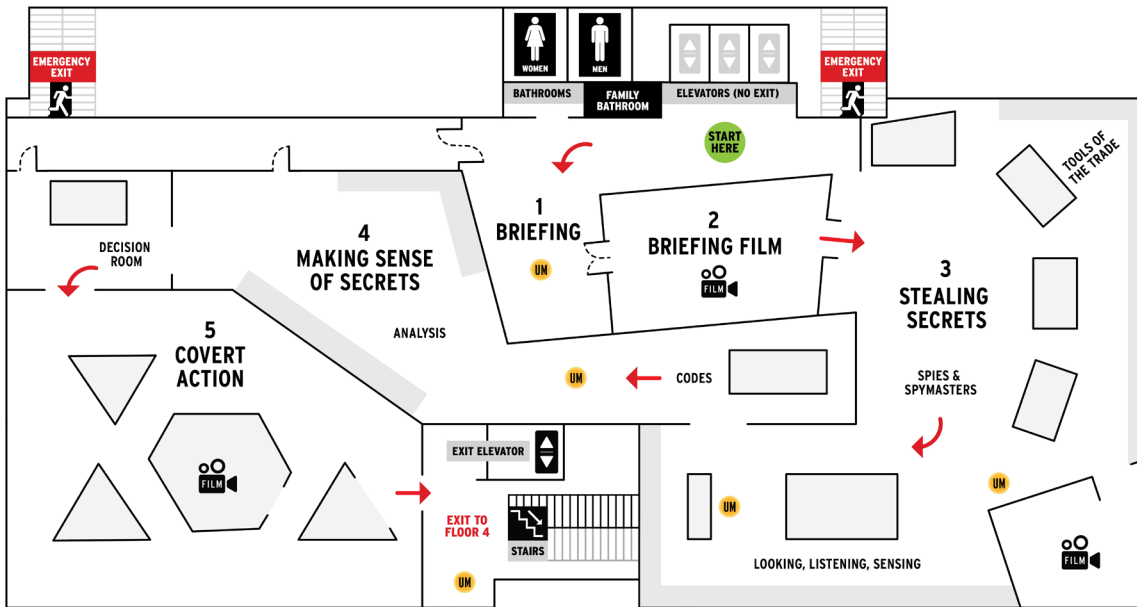 EMERGENCY
EXIT
WOMEN
MEN
EMERGENCY
EXIT
BATHROOMS
FAMILY
BATHROOM
ELEVATORS (NO EXIT)
START
HERE
TOOLS OF
THE TRADE
1
BRIEFING
UM
2
BRIEFING FILM
FILM
3
STEALING
SECRETS
SPIES &
SPYMASTERS
4
MAKING SENSE
OF SECRETS
ANALYSIS
DECISION
ROOM
UM
CODES
5
COVERT
ACTION
FILM
EXIT ELEVATOR
EXIT TO
FLOOR 4
STAIRS
UM
UM
UM
LOOKING, LISTENING, SENSING
FILM